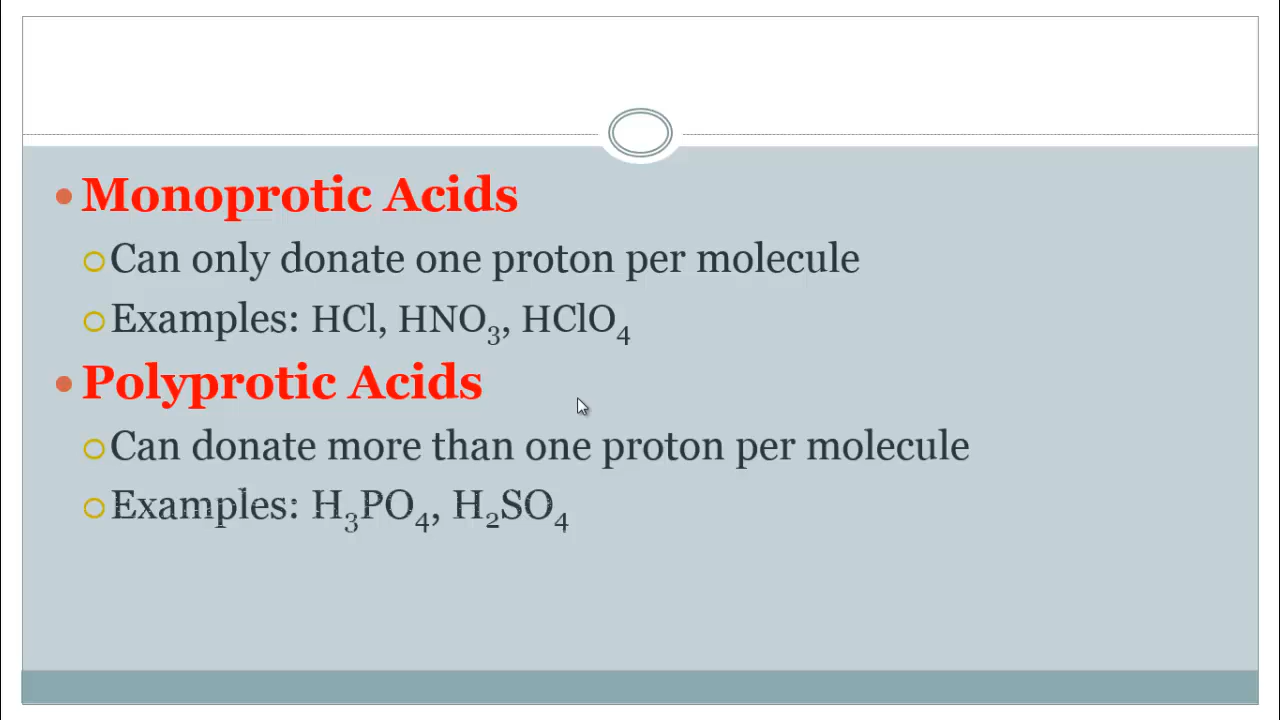 Monoprotic Acids
Can only donate one proton per molecule
Examples: HCl, HNO₃, HClO₄
Polyprotic Acids
Can donate more than one proton per molecule
Examples: H₃PO₄, H₂SO₄